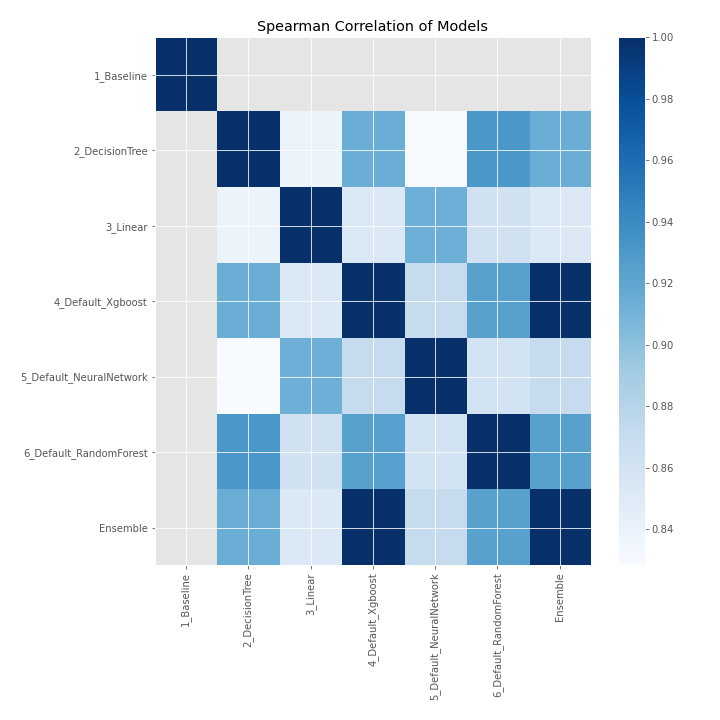 Spearman Correlation of Models
1_Baseline
2_DecisionTree
3_Linear
4_Default_Xgboost
5_Default_NeuralNetwork
6_Default_RandomForest
Ensemble
1_Baseline
2_DecisionTree
3_Linear
4_Default_Xgboost
5_Default_NeuralNetwork
6_Default_RandomForest
Ensemble
1.00
0.98
0.96
0.94
0.92
0.90
0.88
0.86
0.84